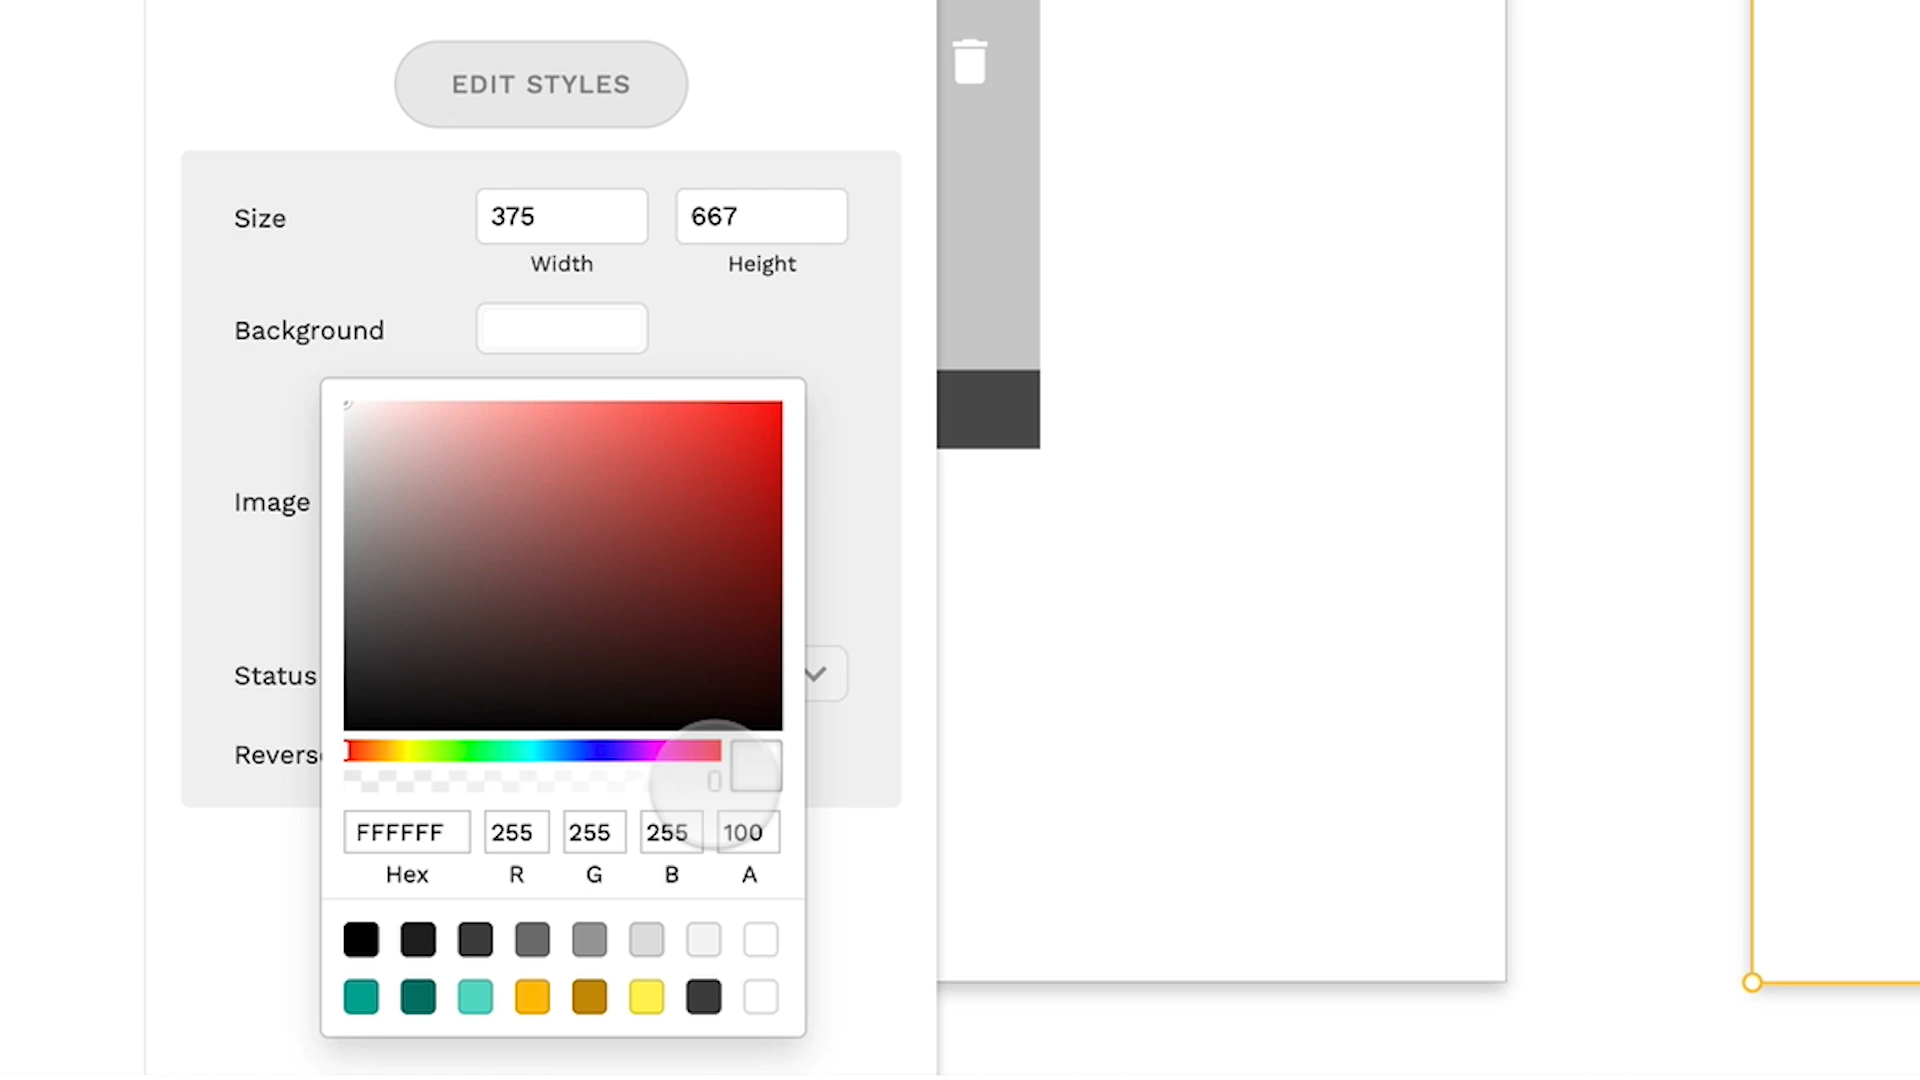 EDIT STYLES
Size
375
667
Width
Height
Background
Image
Status
Revers
FFFFFF
255
255
255
100
Hex
R
G
B
A